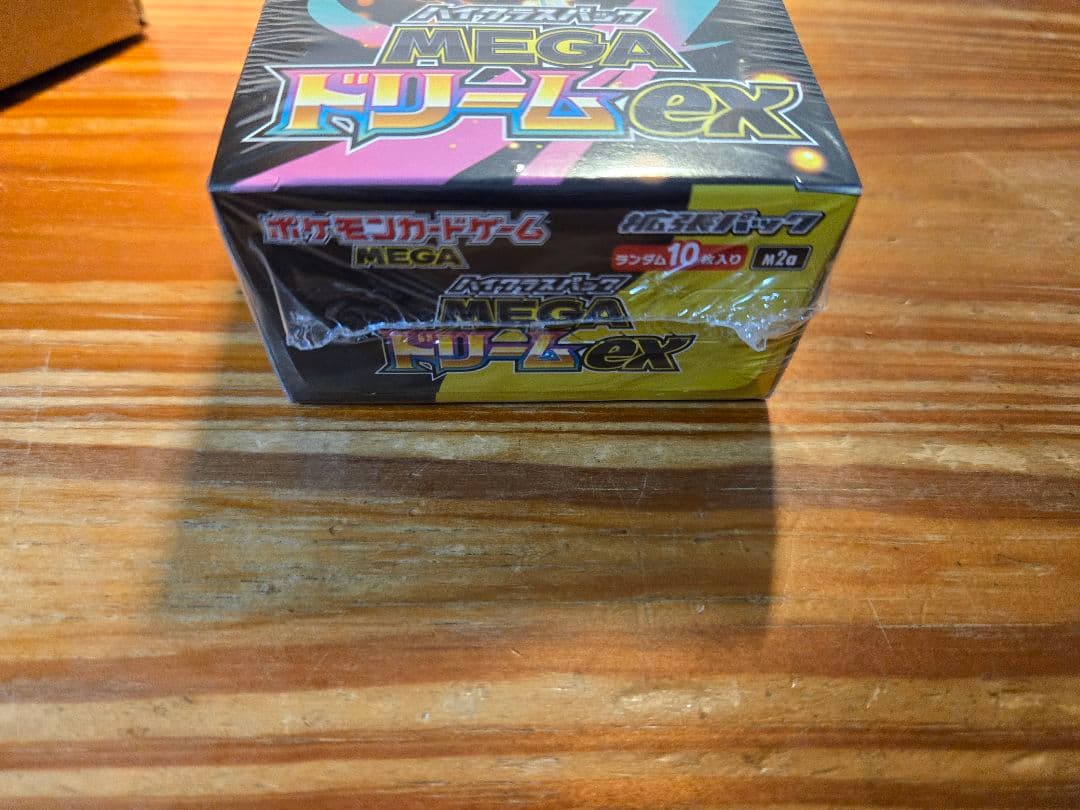 ハイクラスパック
MEGA
ドリームex
ポケモンカードゲーム
MEGA
拡張パック
ランダム10枚入り
M2a
ハイクラスパック
MEGA
ドリームex